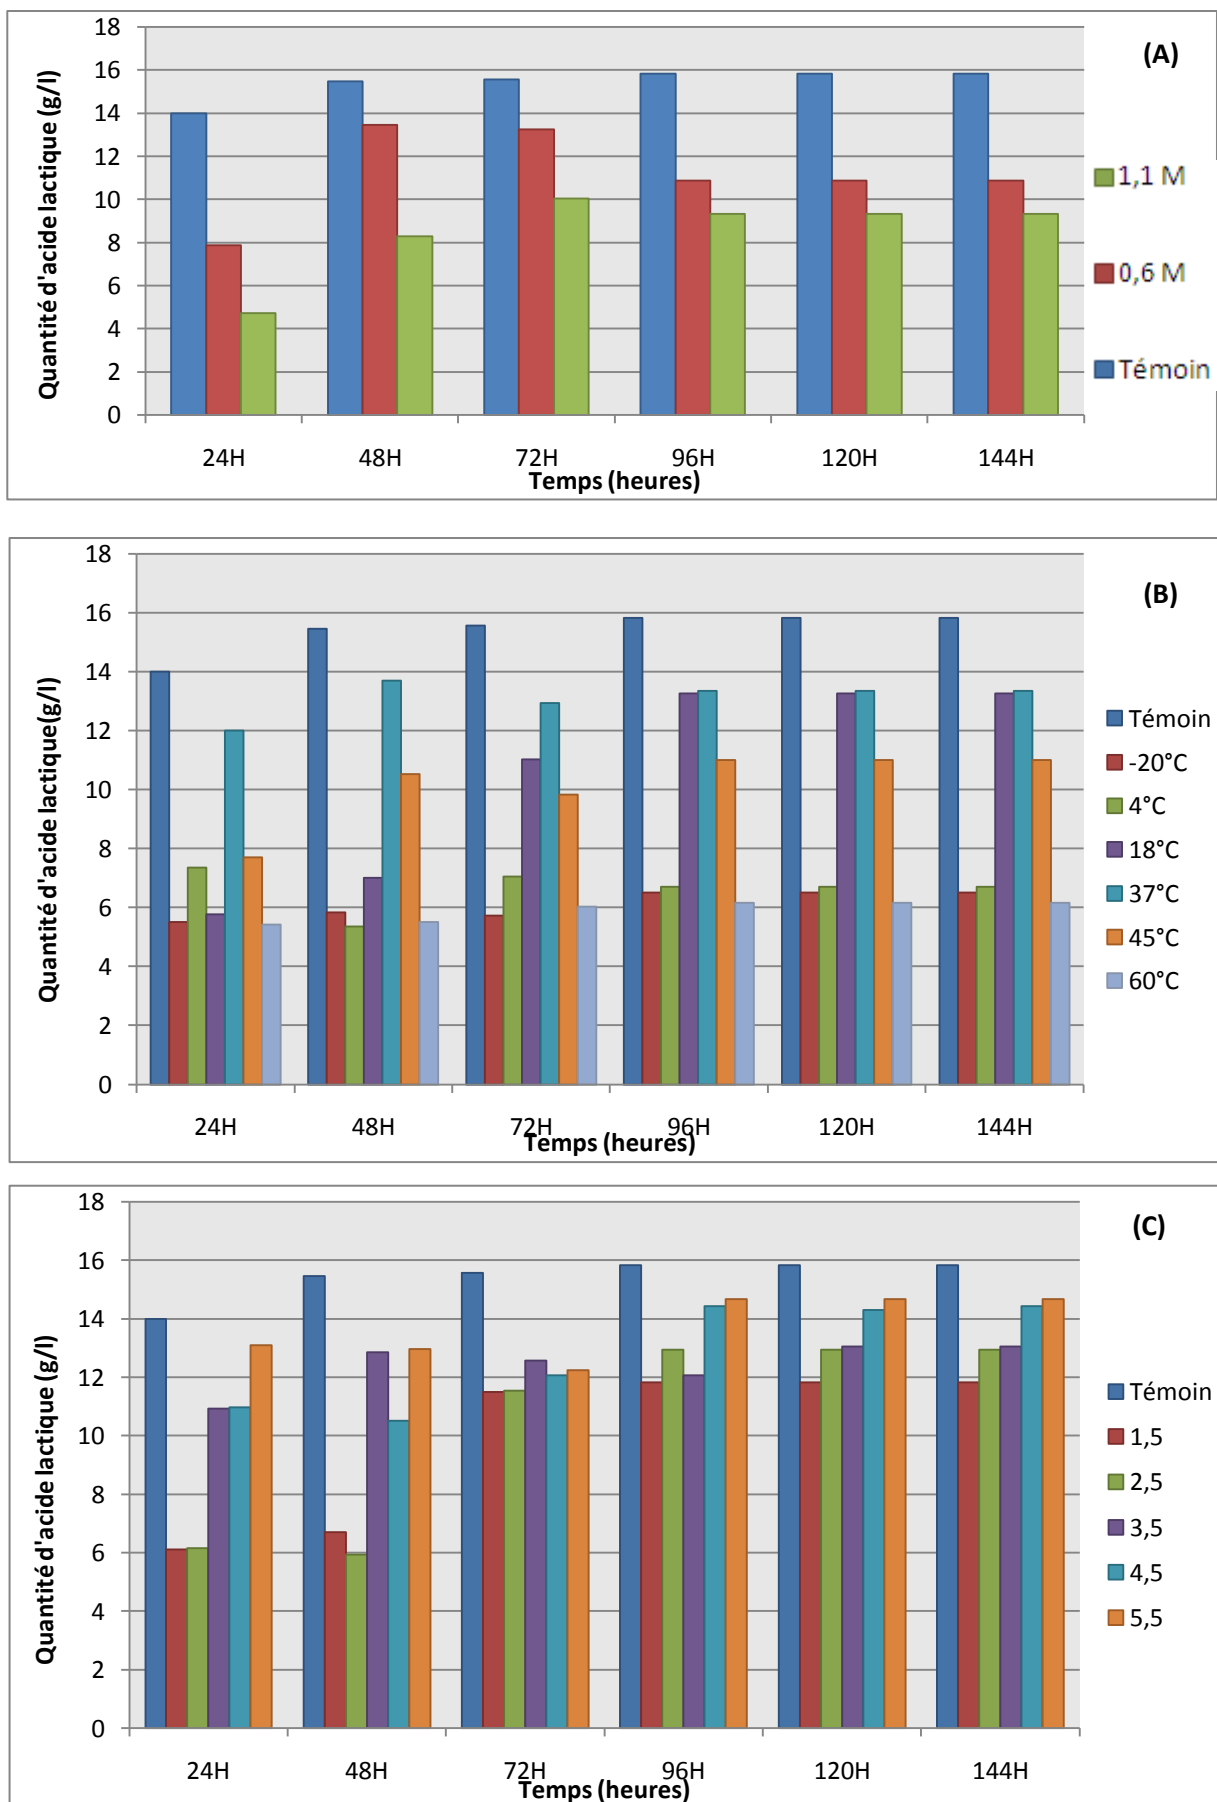 (A)
Quantité d'acide lactique (g/l)
18
16
14
12
10
8
6
4
2
0
24H
48H
72H
96H
120H
144H
Temps (heures)
1,1 M
0,6 M
Témoin
(B)
Quantité d'acide lactique(g/l)
18
16
14
12
10
8
6
4
2
0
24H
48H
72H
96H
120H
144H
Temps (heures)
Témoin
-20°C
4°C
18°C
37°C
45°C
60°C
(C)
Quantité d'acide lactique (g/l)
18
16
14
12
10
8
6
4
2
0
24H
48H
72H
96H
120H
144H
Temps (heures)
Témoin
1,5
2,5
3,5
4,5
5,5